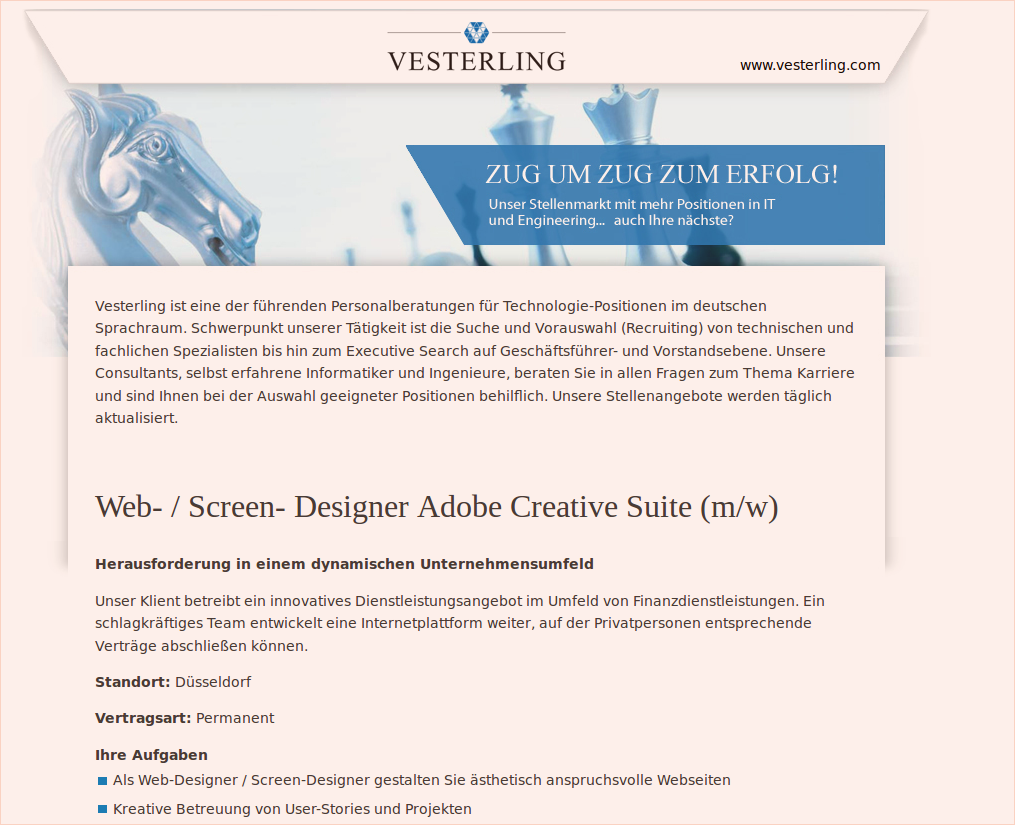 VESTERLING
www.vesterling.com
ZUG UM ZUG ZUM ERFOLG!
Unser Stellenmarkt mit mehr Positionen in IT
und Engineering... auch Ihre nächste?
Vesterling ist eine der führenden Personalberatungen für Technologie-Positionen im deutschen
Sprachraum. Schwerpunkt unserer Tätigkeit ist die Suche und Vorauswahl (Recruiting) von technischen und
fachlichen Spezialisten bis hin zum Executive Search auf Geschäftsführer- und Vorstandsebene. Unsere
Consultants, selbst erfahrene Informatiker und Ingenieure, beraten Sie in allen Fragen zum Thema Karriere
und sind Ihnen bei der Auswahl geeigneter Positionen behilflich. Unsere Stellenangebote werden täglich
aktualisiert.
Web- / Screen- Designer Adobe Creative Suite (m/w)
Herausforderung in einem dynamischen Unternehmensumfeld
Unser Klient betreibt ein innovatives Dienstleistungsangebot im Umfeld von Finanzdienstleistungen. Ein
schlagkräftiges Team entwickelt eine Internetplattform weiter, auf der Privatpersonen entsprechende
Verträge abschließen können.
Standort: Düsseldorf
Vertragsart: Permanent
Ihre Aufgaben
Als Web-Designer / Screen-Designer gestalten Sie ästhetisch anspruchsvolle Webseiten
Kreative Betreuung von User-Stories und Projekten